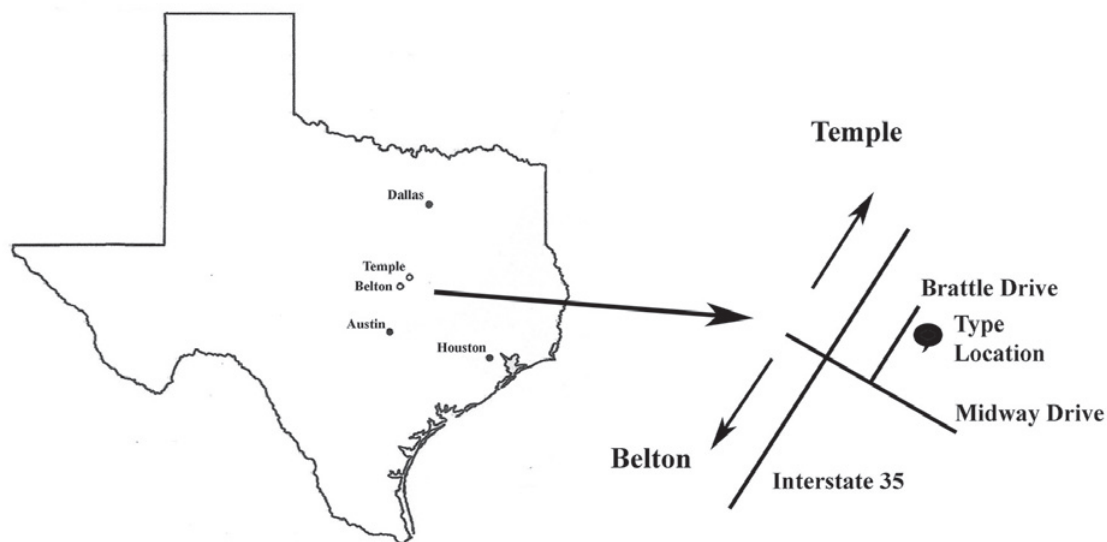 Dallas
Temple
Belton
Austin
Houston
Temple
Brattle Drive
Type
Location
Midway Drive
Belton
Interstate 35